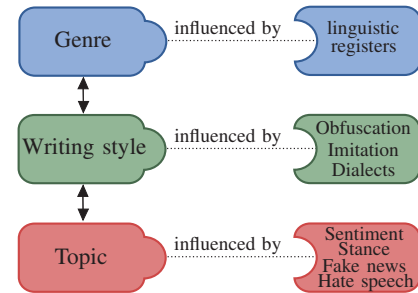 Genre
influenced by
linguistic
registers
Writing style
influenced by
Obfuscation
Imitation
Dialects
Topic
influenced by
Sentiment
Stance
Fake news
Hate speech